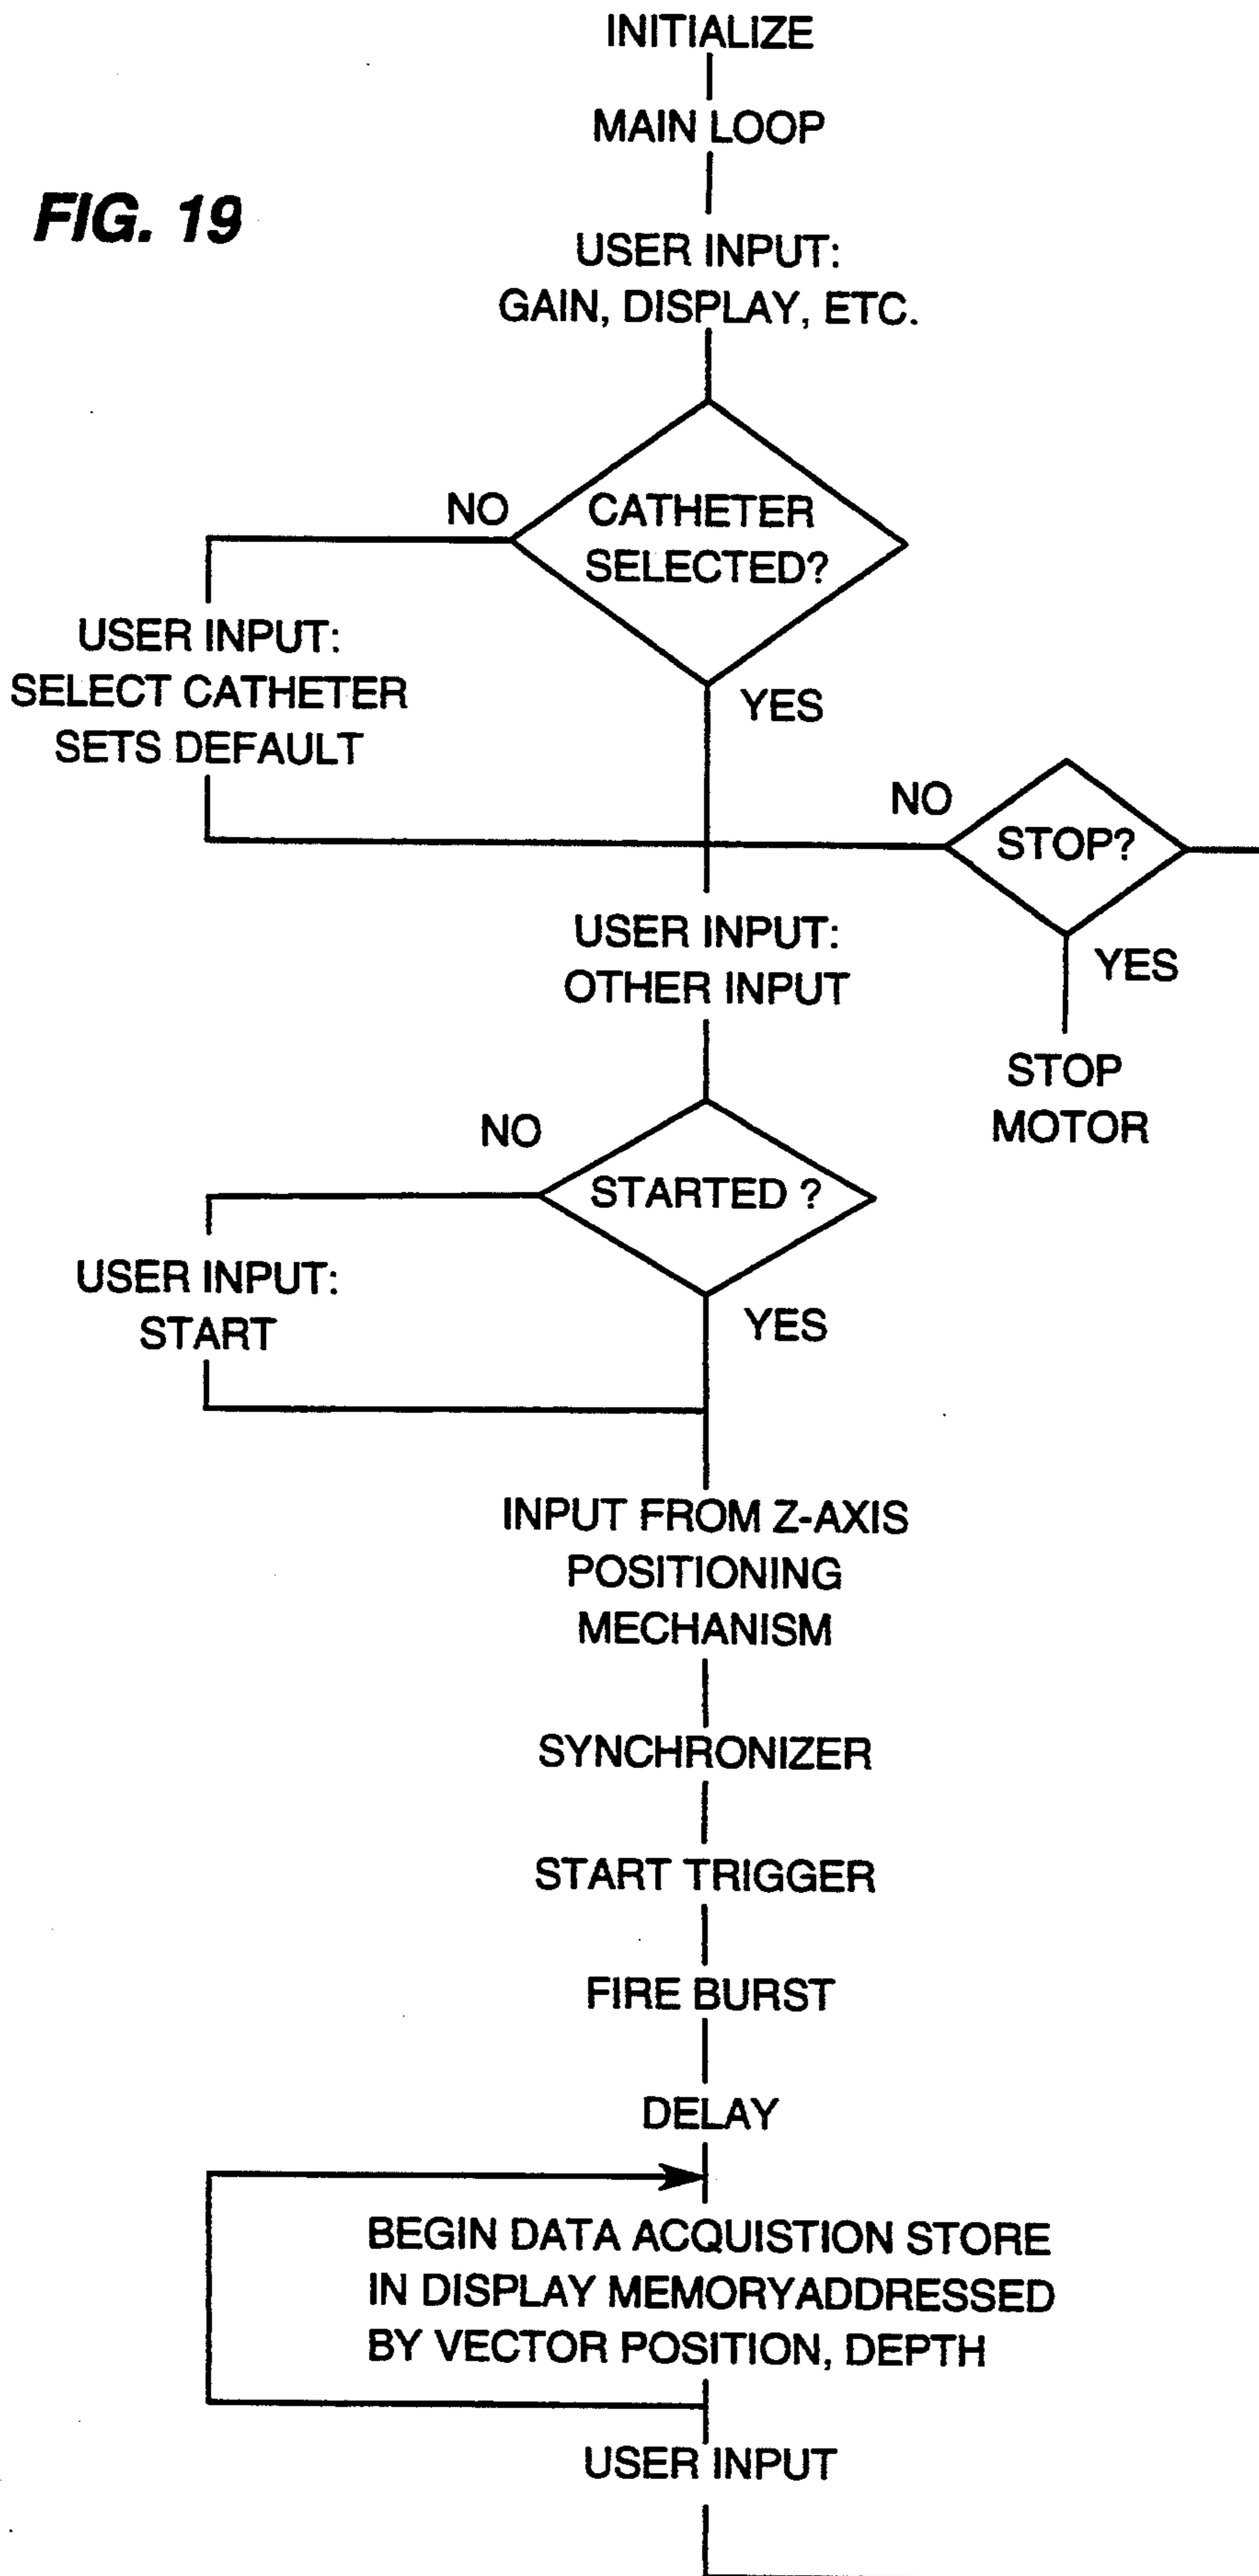 INITIALIZE
MAIN LOOP
FIG. 19
USER INPUT:
GAIN, DISPLAY, ETC.
NO
CATHETER
SELECTED?
USER INPUT:
SELECT CATHETER
SETS DEFAULT
YES
NO
STOP?
USER INPUT:
OTHER INPUT
YES
STOP
MOTOR
NO
STARTED ?
USER INPUT:
START
YES
INPUT FROM Z-AXIS
POSITIONING
MECHANISM
SYNCHRONIZER
START TRIGGER
FIRE BURST
DELAY
BEGIN DATA ACQUISTION STORE
IN DISPLAY MEMORYADDRESSED
BY VECTOR POSITION, DEPTH
USER INPUT